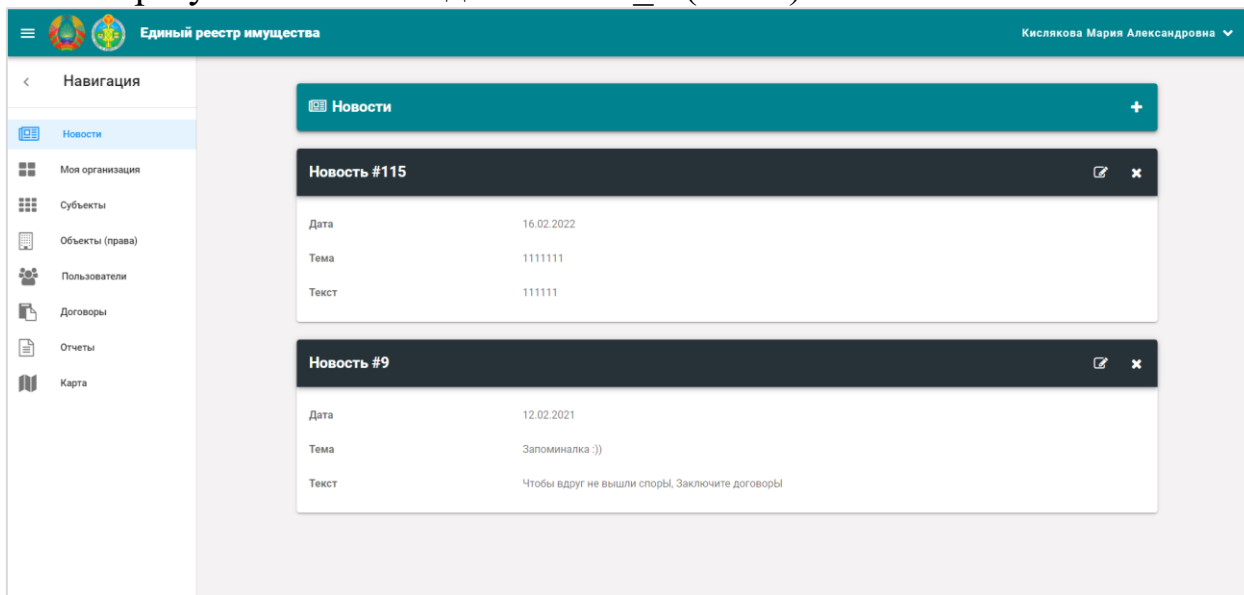 Единый реестр имущества
Кислякова Мария Александровна
Навигация
Новости
Моя организация
Субъекты
Объекты (права)
Пользователи
Договоры
Отчеты
Карта
Новости
Новость #115
Дата 16.02.2022
Тема 1111111
Текст 111111
Новость #9
Дата 12.02.2021
Тема Запоминалка :))
Текст Чтобы вдруг не вышли спорЫ, Заключите договорЫ